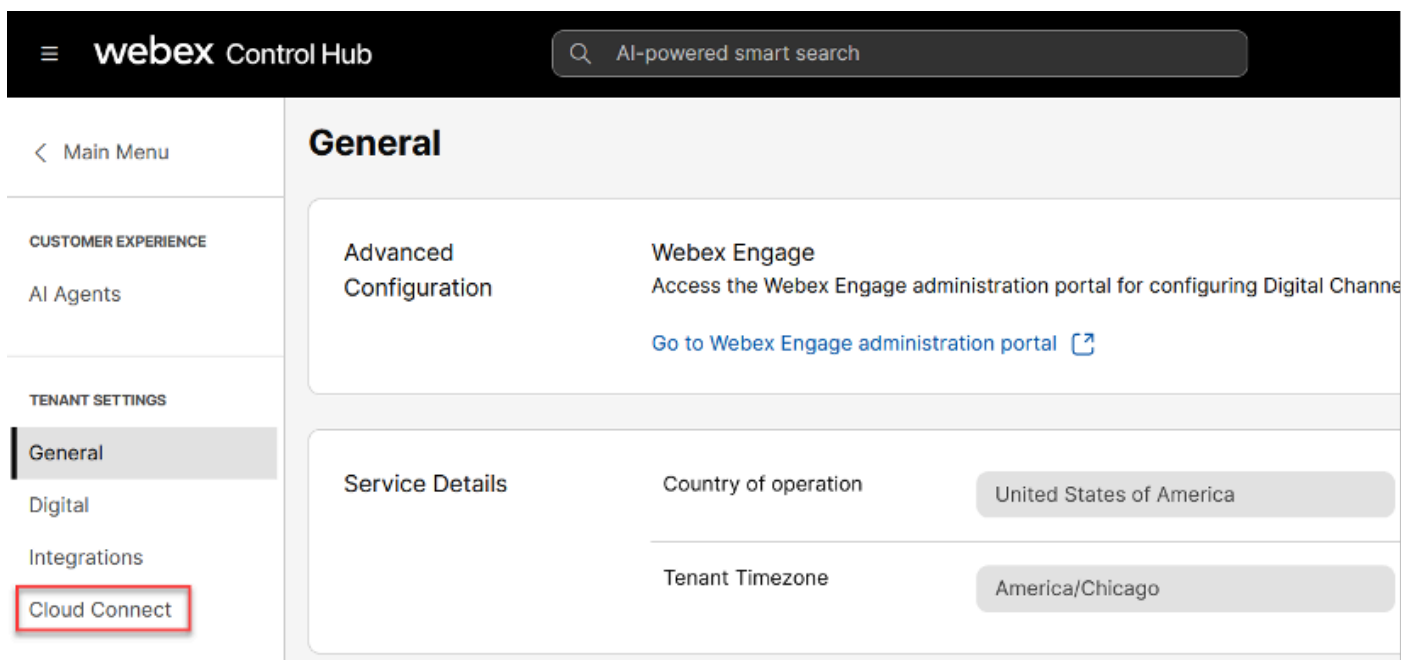 webex Control Hub
AI-powered smart search
Main Menu
CUSTOMER EXPERIENCE
AI Agents
TENANT SETTINGS
General
Digital
Integrations
Cloud Connect
General
Advanced
Configuration
Webex Engage
Access the Webex Engage administration portal for configuring Digital Channe
Go to Webex Engage administration portal
Service Details
Country of operation
United States of America
Tenant Timezone
America/Chicago